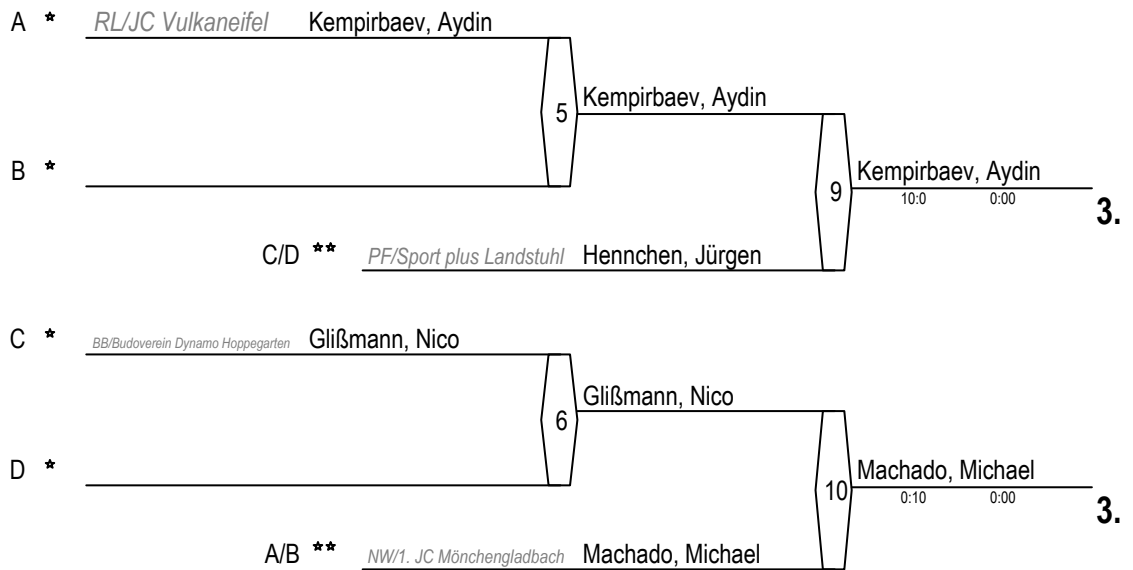 A * RL/JC Vulkaneifel Kempirbaev, Aydin
5 Kempirbaev, Aydin
B *
9 Kempirbaev, Aydin
10:0 0:00 3.
C/D ** PF/Sport plus Landstuhl Hennchen, Jürgen
C * BB/Budoverein Dynamo Hoppegarten Glißmann, Nico
6 Glißmann, Nico
D *
10 Machado, Michael
0:10 0:00 3.
A/B ** NW/1. JC Mönchengladbach Machado, Michael